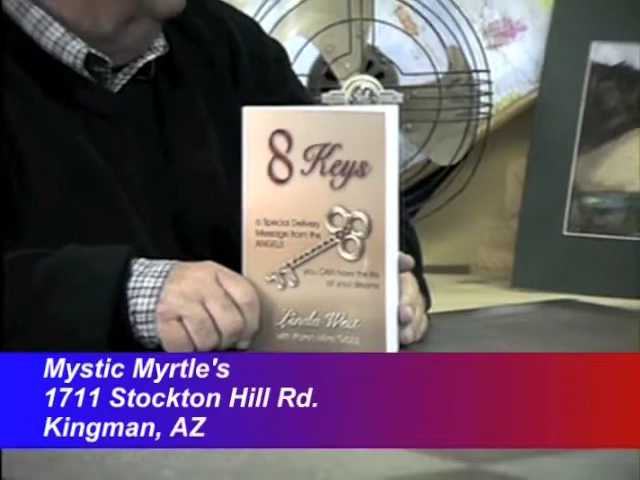 8 Keys
a Special Delivery
Message from the
ANGELS
you CAN have the life
of your dreams
Linda West
Mystic Myrtle's
1711 Stockton Hill Rd.
Kingman, AZ